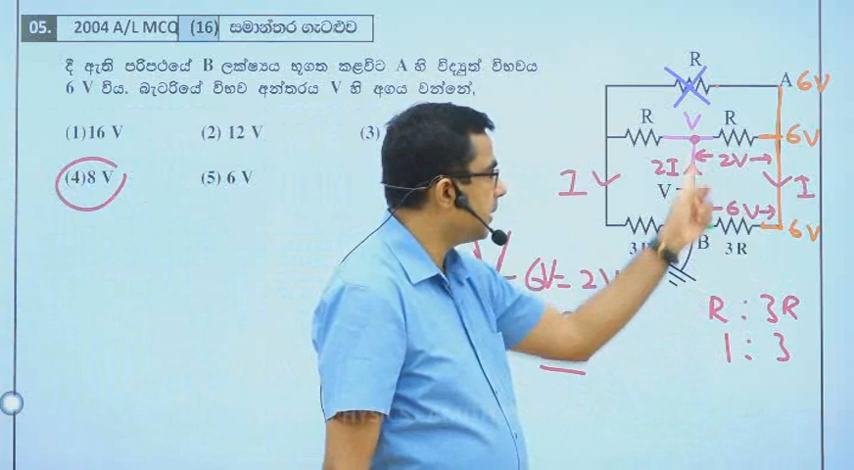 05. 2004 A/L MCQ (16) සමාන්තර ගැටළුව
දී ඇති පරිපථයේ B ලක්ෂ්‍යය භූගත කළවිට A හි විද්‍යුත් විභවය
6 V විය. බැටරියේ විභව අන්තරය V හි අගය වන්නේ,
(1) 16 V (2) 12 V (3)
(4) 8 V (5) 6 V
R
A 6V
R V R 6V
2I 2V
I V I
6V
3R B 3R 6V
- 6V = 2V
R : 3R
1 : 3